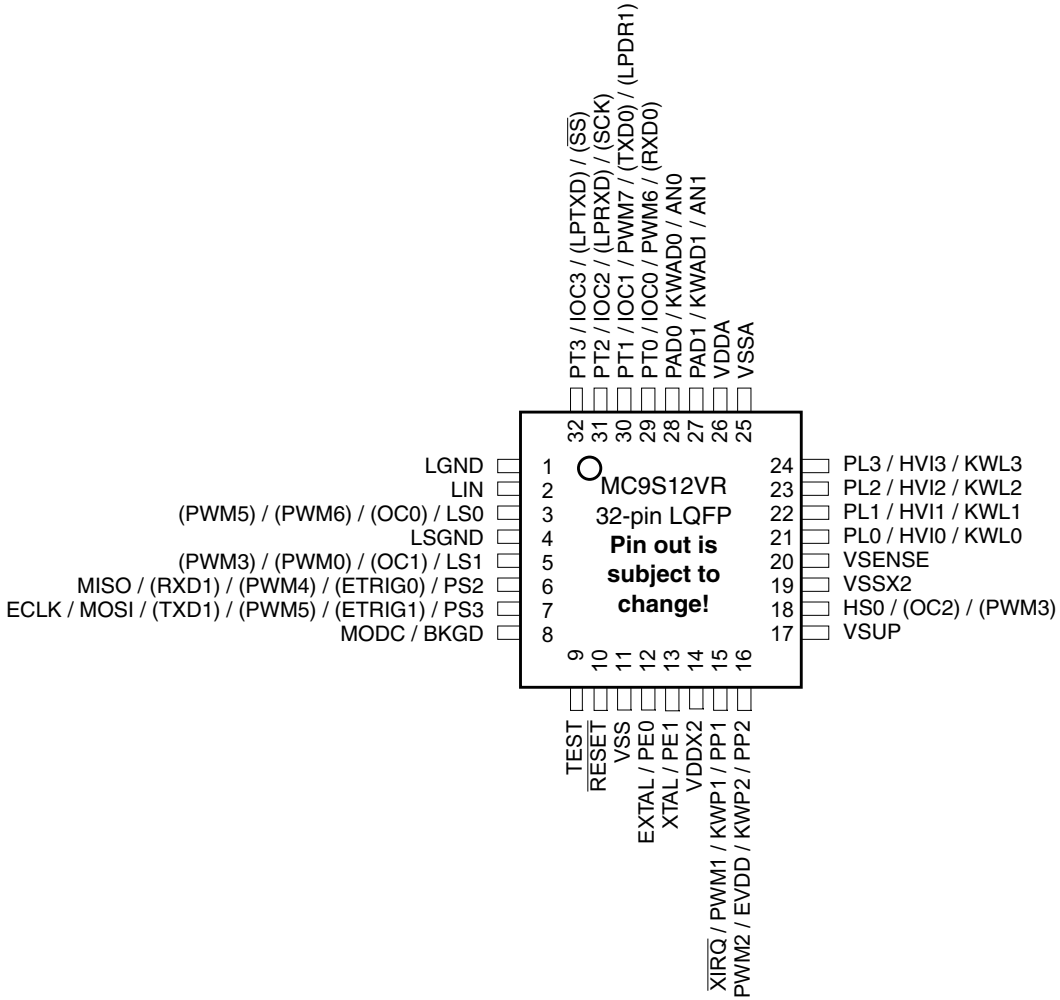 PT3 / IOC3 / (LPTXD) / (SS)
PT2 / IOC2 / (LPRXD) / (SCK)
PT1 / IOC1 / PWM7 / (TXD0) / (LPDR1)
PT0 / IOC0 / PWM6 / (RXD0)
PAD0 / KWAD0 / AN0
PAD1 / KWAD1 / AN1
VDDA
VSSA
32
31
30
29
28
27
26
25
LGND
LIN
(PWM5) / (PWM6) / (OC0) / LS0
LSGND
(PWM3) / (PWM0) / (OC1) / LS1
MISO / (RXD1) / (PWM4) / (ETRIG0) / PS2
ECLK / MOSI / (TXD1) / (PWM5) / (ETRIG1) / PS3
MODC / BKGD
1
2
3
4
5
6
7
8
MC9S12VR
32-pin LQFP
Pin out is
subject to
change!
24
23
22
21
20
19
18
17
PL3 / HVI3 / KWL3
PL2 / HVI2 / KWL2
PL1 / HVI1 / KWL1
PL0 / HVI0 / KWL0
VSENSE
VSSX2
HS0 / (OC2) / (PWM3)
VSUP
9
10
11
12
13
14
15
16
TEST
RESET
VSS
EXTAL / PE0
XTAL / PE1
VDDX2
XIRQ / PWM1 / KWP1 / PP1
PWM2 / EVDD / KWP2 / PP2